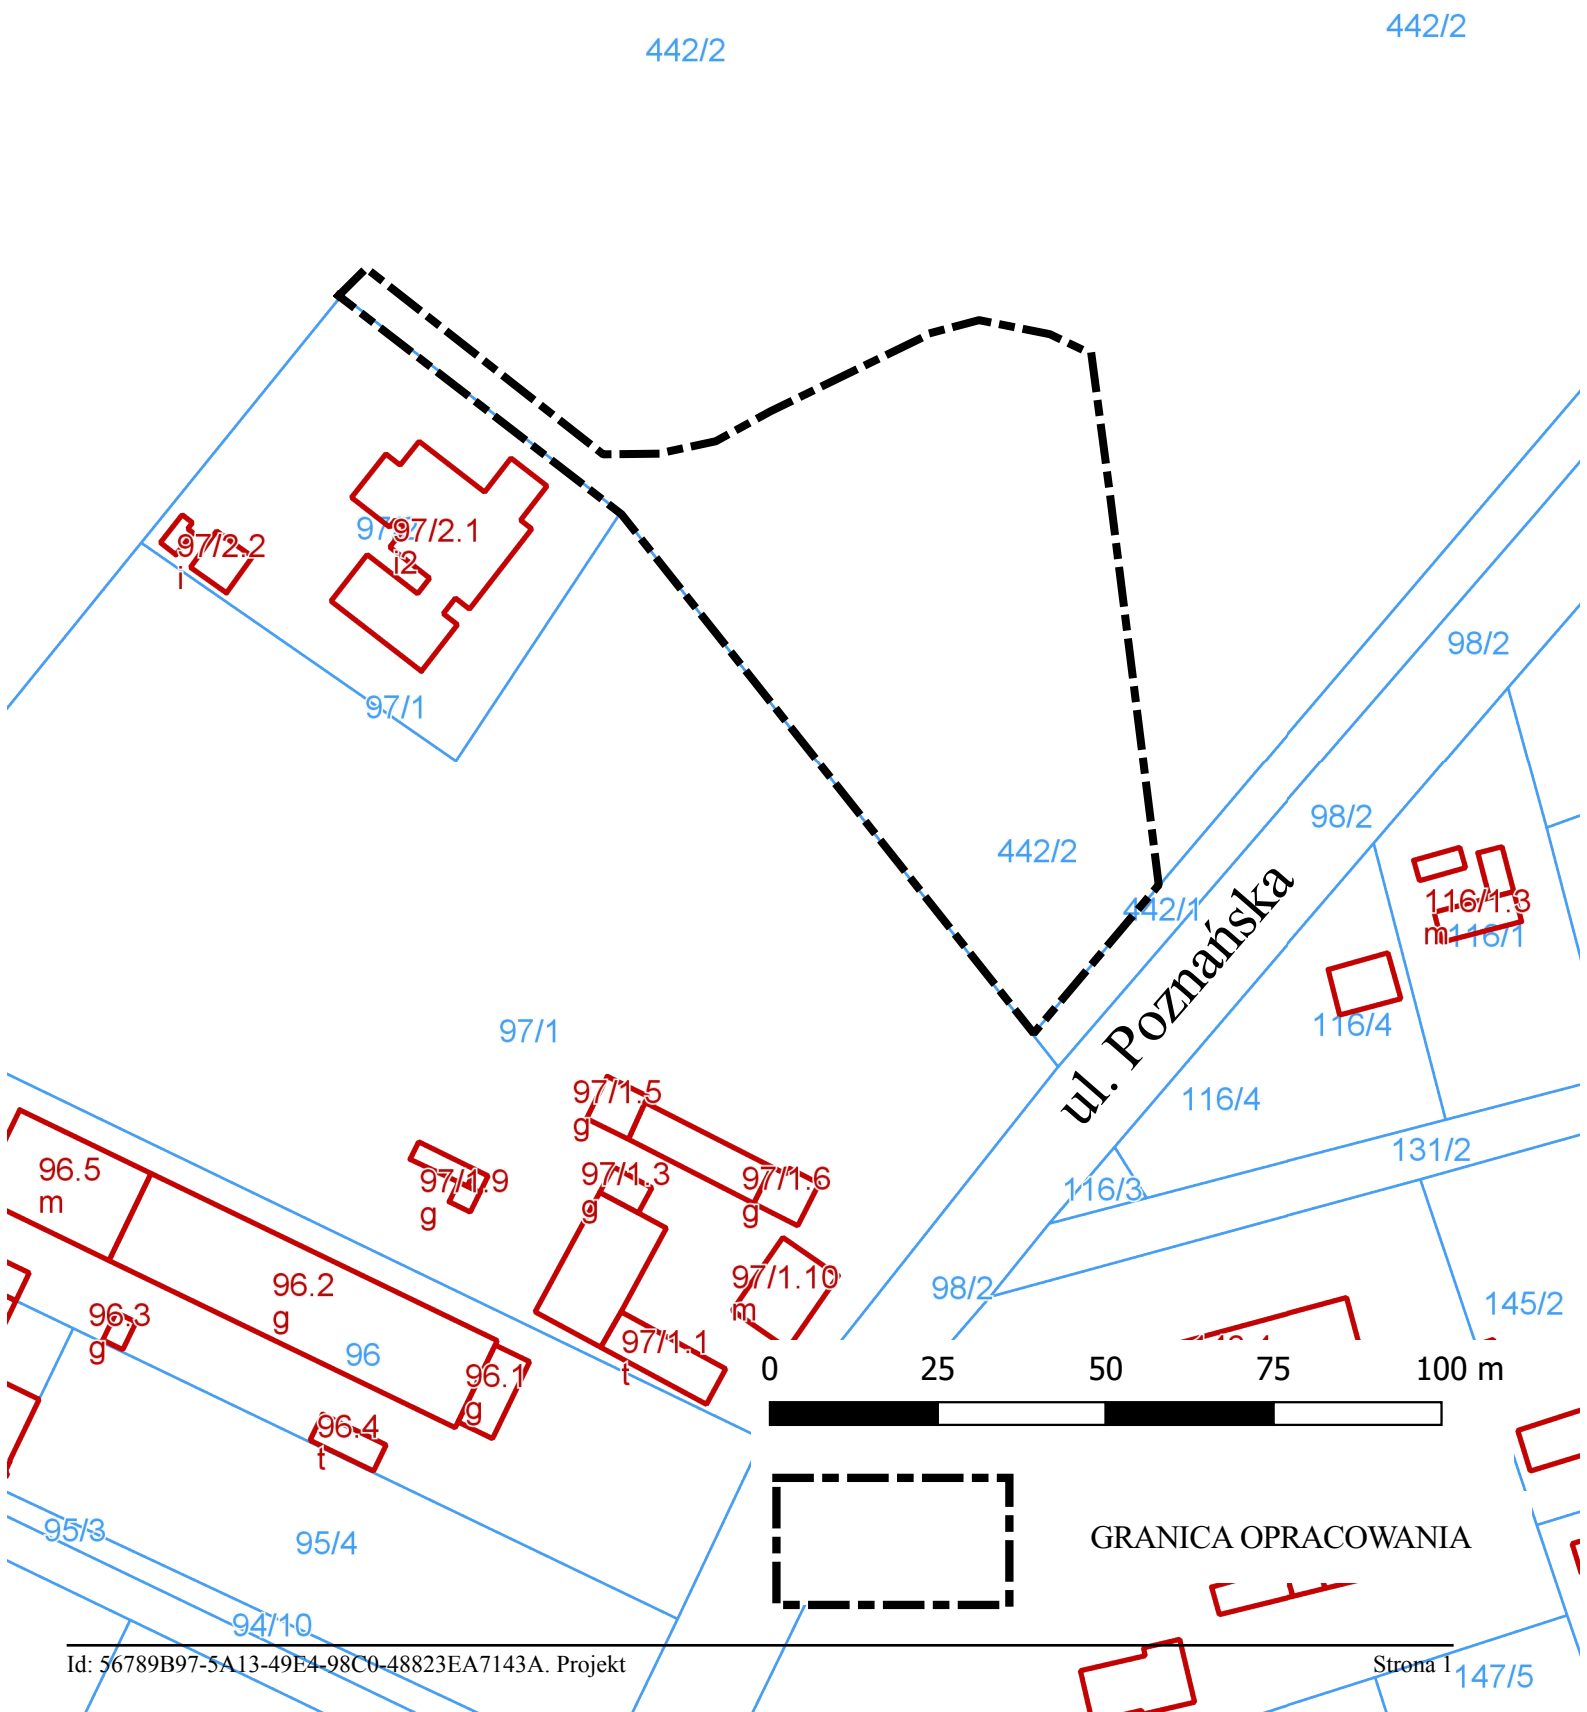 442/2
442/2
97/2
97/2.1
i2
97/2.2
i
97/1
98/2
98/2
442/2
442/1
116/1.3
m
116/1
ul. Poznańska
116/4
97/1
116/4
97/1.5
g
131/2
96.5
m
97/1.9
g
97/1.3
g
97/1.6
g
116/3
96.2
g
97/1.10
m
98/2
145/2
96.3
g
96
97/1.1
t
96.1
g
0 25 50 75 100 m
96.4
t
95/3
95/4
GRANICA OPRACOWANIA
94/10
Id: 56789B97-5A13-49E4-98C0-48823EA7143A. Projekt
Strona 1
147/5